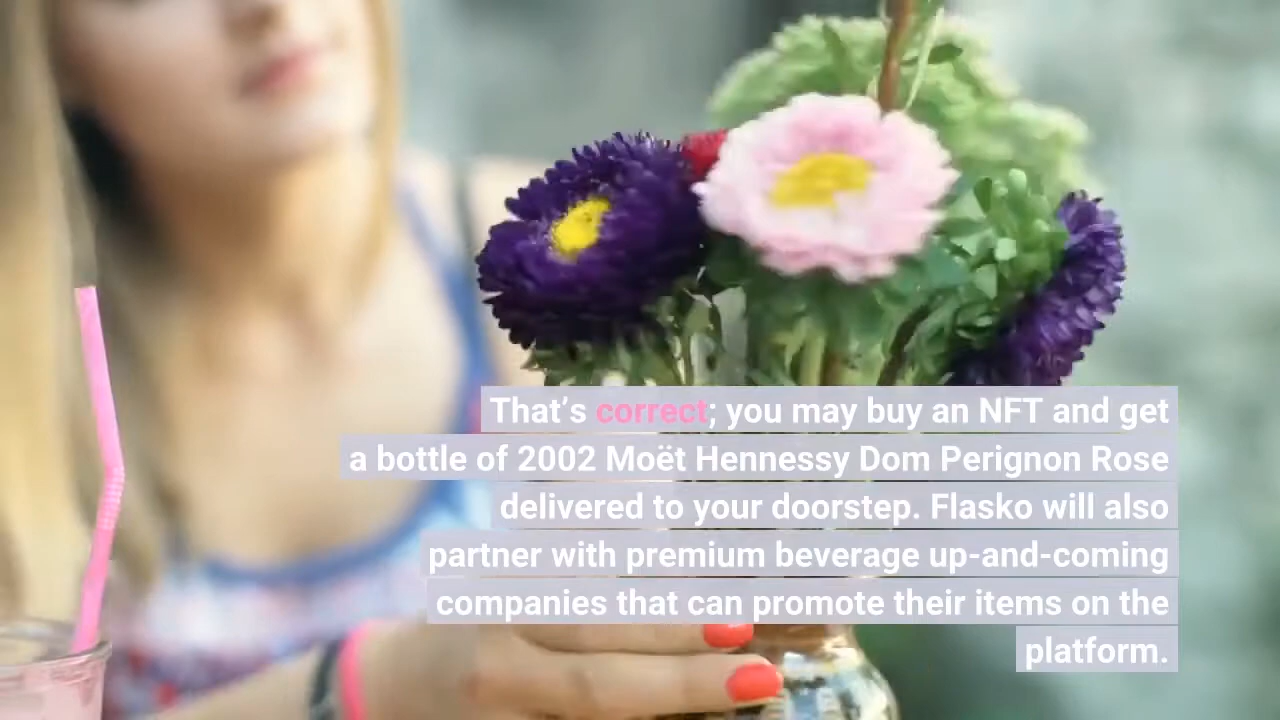 That’s correct; you may buy an NFT and get
a bottle of 2002 Moët Hennessy Dom Perignon Rose
delivered to your doorstep. Flasko will also
partner with premium beverage up-and-coming
companies that can promote their items on the
platform.